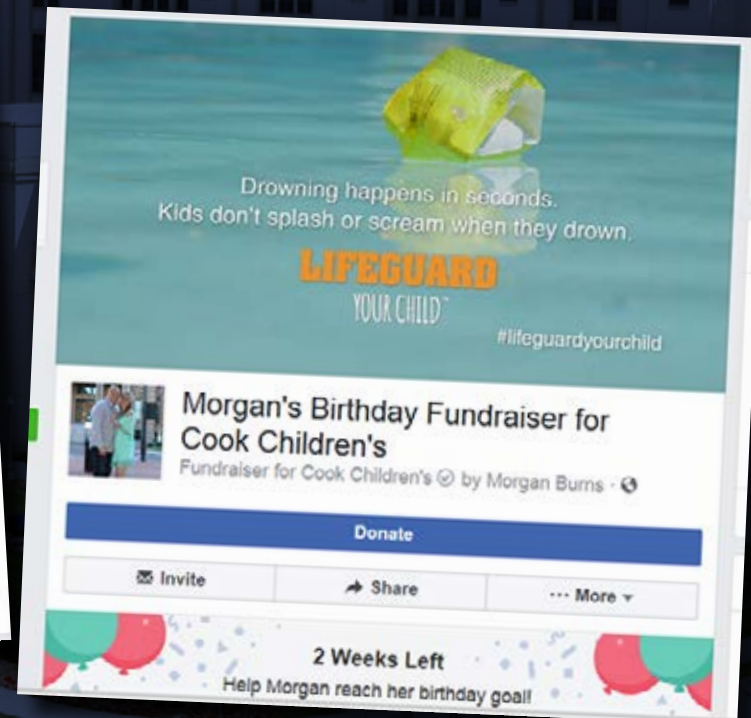 Drowning happens in seconds.
Kids don't splash or scream when they drown.
LIFEGUARD
YOUR CHILD™
#lifeguardyourchild
Morgan's Birthday Fundraiser for
Cook Children's
Fundraiser for Cook Children's by Morgan Burns ·
Donate
Invite
Share
··· More
2 Weeks Left
Help Morgan reach her birthday goal!